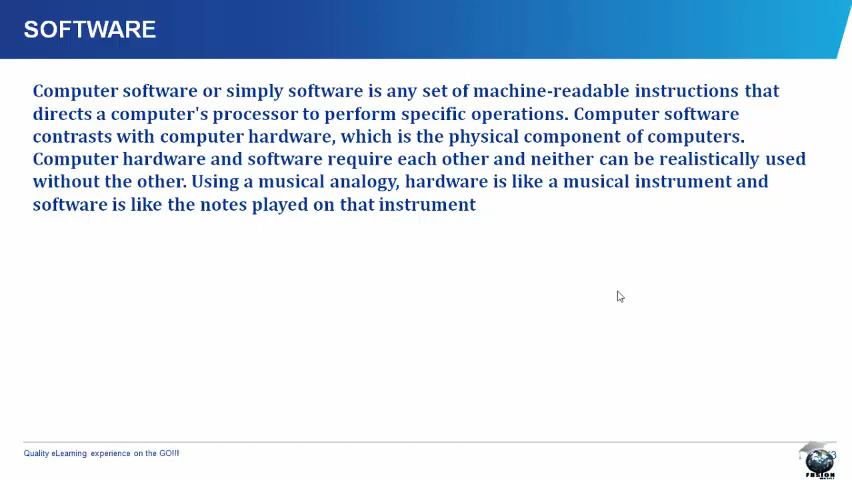 SOFTWARE
Computer software or simply software is any set of machine-readable instructions that
directs a computer's processor to perform specific operations. Computer software
contrasts with computer hardware, which is the physical component of computers.
Computer hardware and software require each other and neither can be realistically used
without the other. Using a musical analogy, hardware is like a musical instrument and
software is like the notes played on that instrument
Quality eLearning experience on the GO!!!
3
FUSION